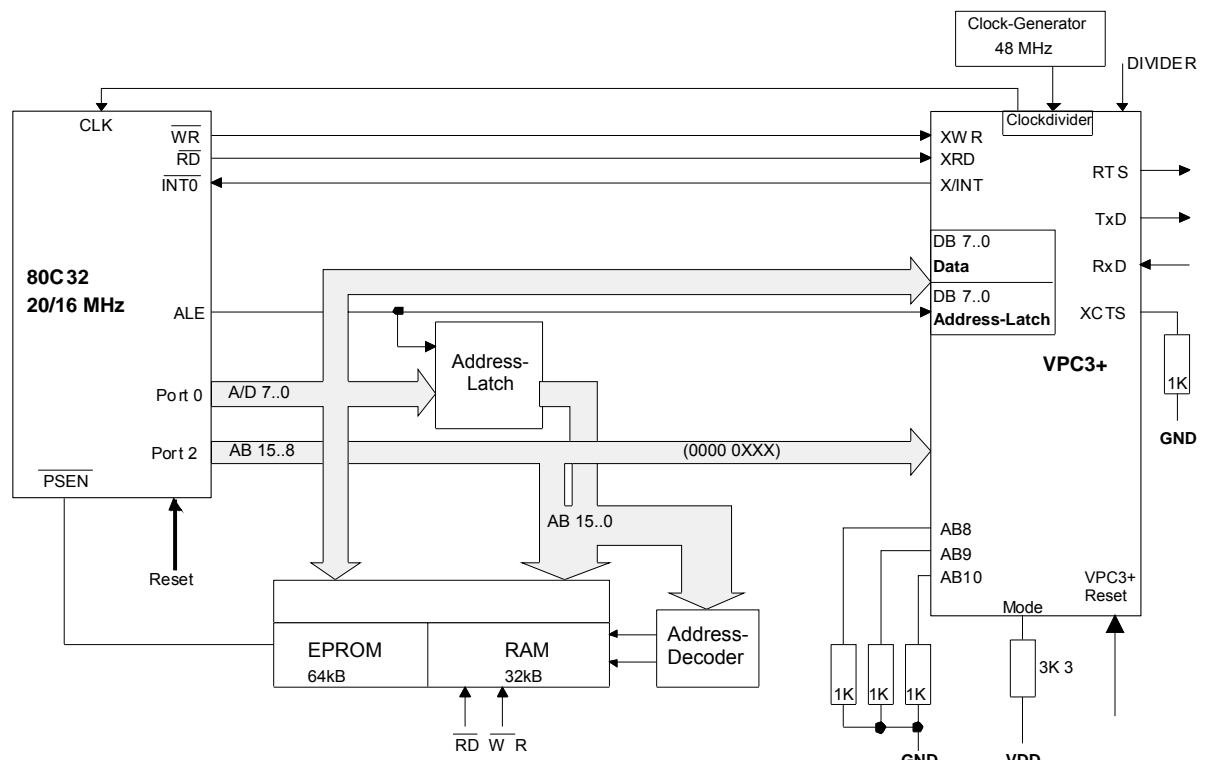 Clock-Generator
48 MHz
DIVIDER
CLK
Clockdivider
WR
XWR
RD
XRD
INT0
X/INT
RTS
TxD
DB 7..0
Data
RxD
80C32
20/16 MHz
DB 7..0
Address-Latch
ALE
XCTS
Address-
Latch
VPC3+
1K
GND
Port 0
A/D 7..0
Port 2
AB 15..8
(0000 0XXX)
PSEN
AB 15..0
AB8
AB9
AB10
Reset
VPC3+
Reset
Mode
EPROM
64kB
RAM
32kB
Address-
Decoder
1K
1K
1K
3K 3
RD
W R
GND
VDD